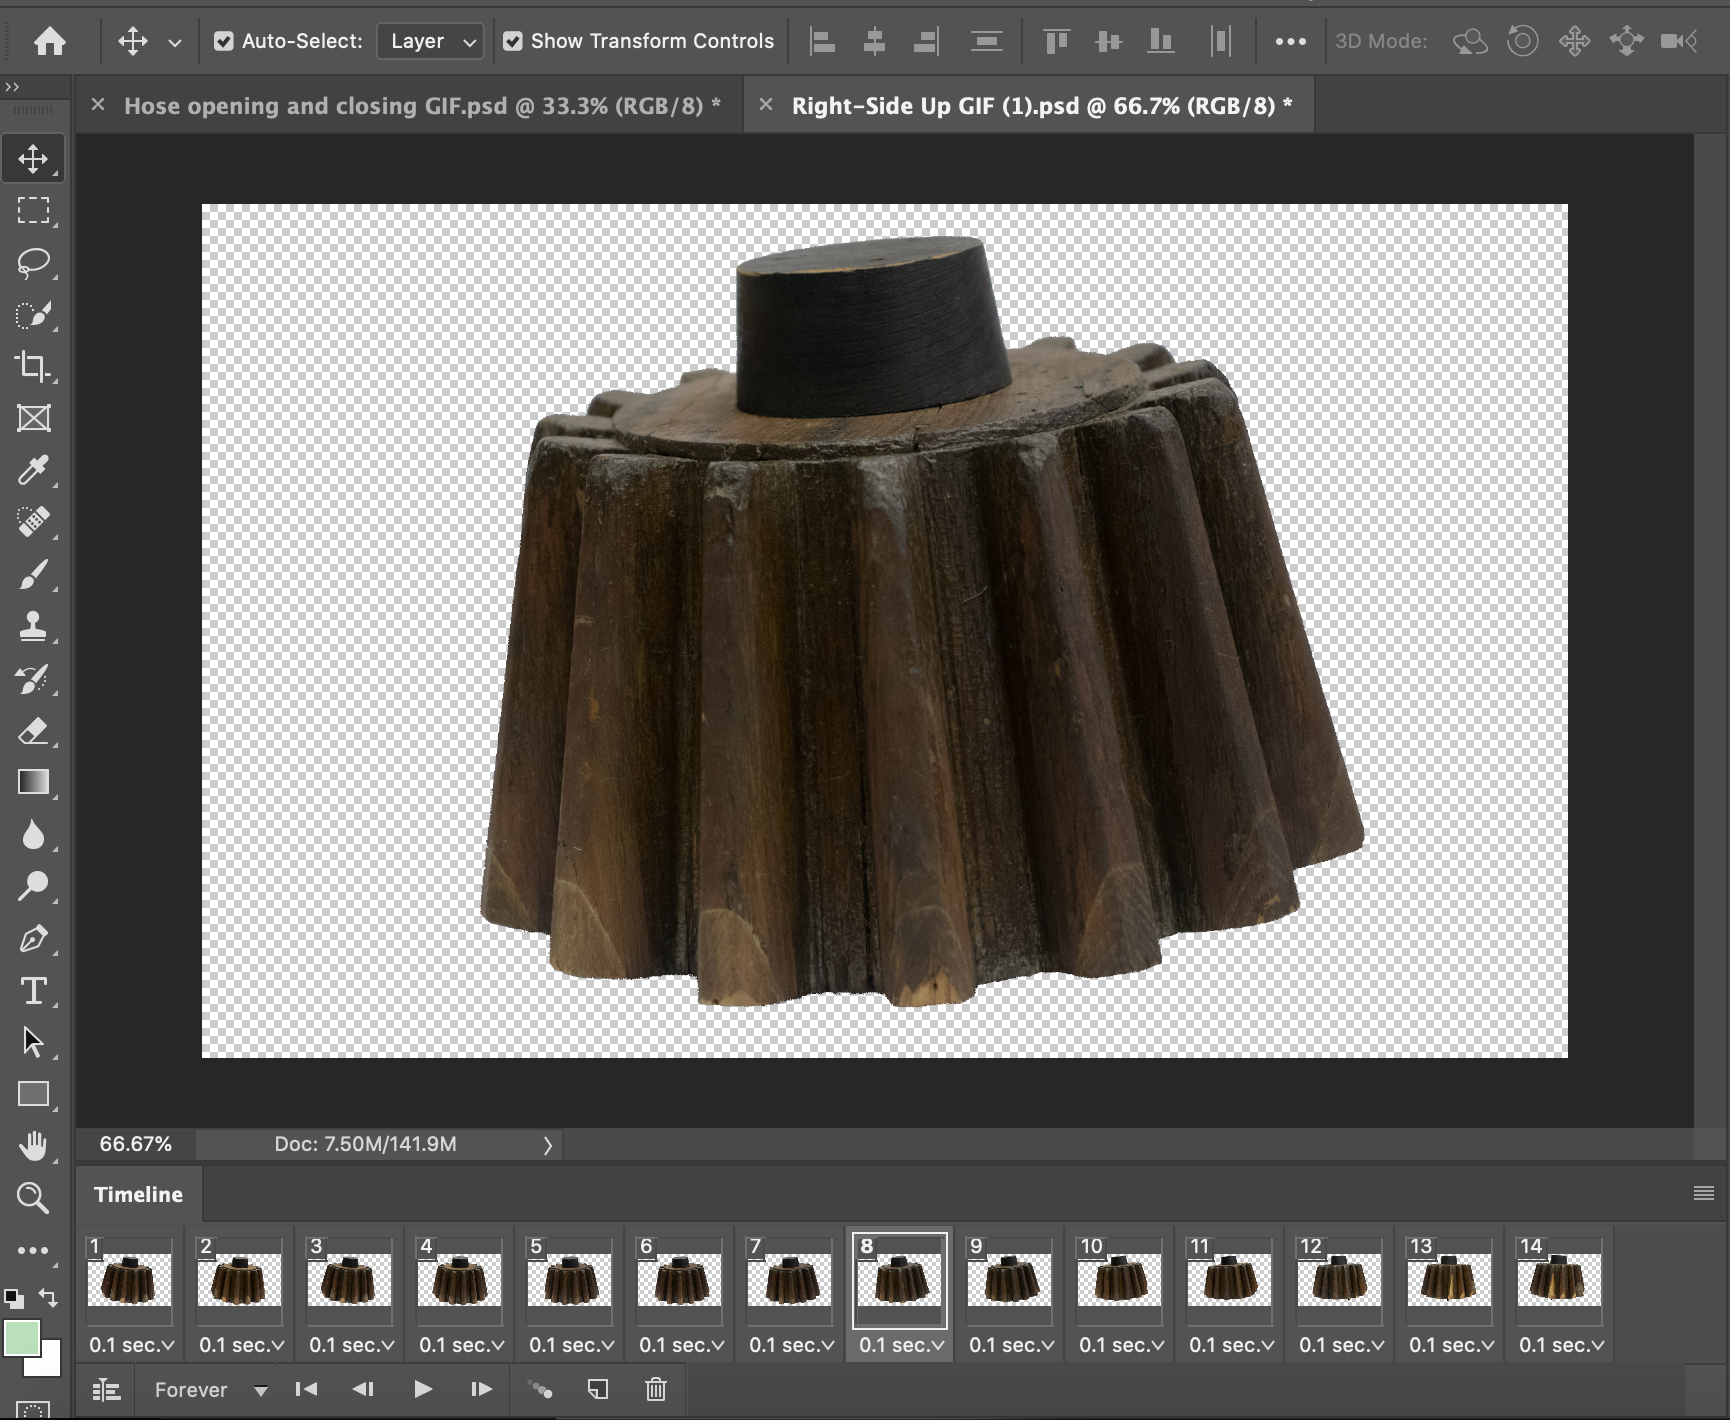 Auto-Select: Layer Show Transform Controls 3D Mode:
Hose opening and closing GIF.psd @ 33.3% (RGB/8) * Right-Side Up GIF (1).psd @ 66.7% (RGB/8) *
66.67% Doc: 7.50M/141.9M
Timeline
1 2 3 4 5 6 7 8 9 10 11 12 13 14
0.1 sec. 0.1 sec. 0.1 sec. 0.1 sec. 0.1 sec. 0.1 sec. 0.1 sec. 0.1 sec. 0.1 sec. 0.1 sec. 0.1 sec. 0.1 sec. 0.1 sec. 0.1 sec.
Forever